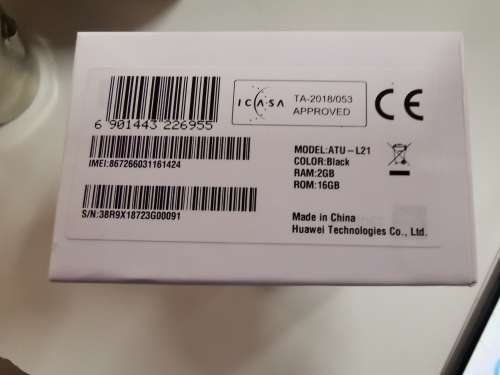 ICASA
TA-2018/053
APPROVED
CE
6 901443 226955
IMEI:867266031161424
S/N:38R9X18723G00091
MODEL:ATU-L21
COLOR:Black
RAM:2GB
ROM:16GB
Made in China
Huawei Technologies Co., Ltd.